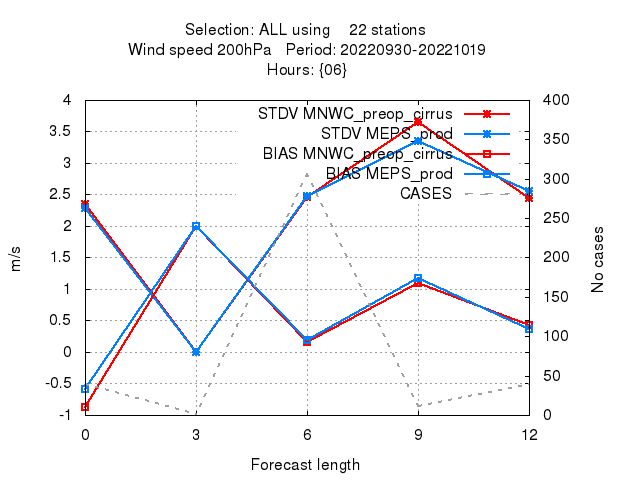 Selection: ALL using 22 stations
Wind speed 200hPa Period: 20220930-20221019
Hours: {06}
STDV MNWC_preop_cirrus
STDV MEPS_prod
BIAS MNWC_preop_cirrus
BIAS MEPS_prod
CASES
4
3.5
3
2.5
2
1.5
1
0.5
0
-0.5
-1
m/s
400
350
300
250
200
150
100
50
0
No cases
0 3 6 9 12
Forecast length